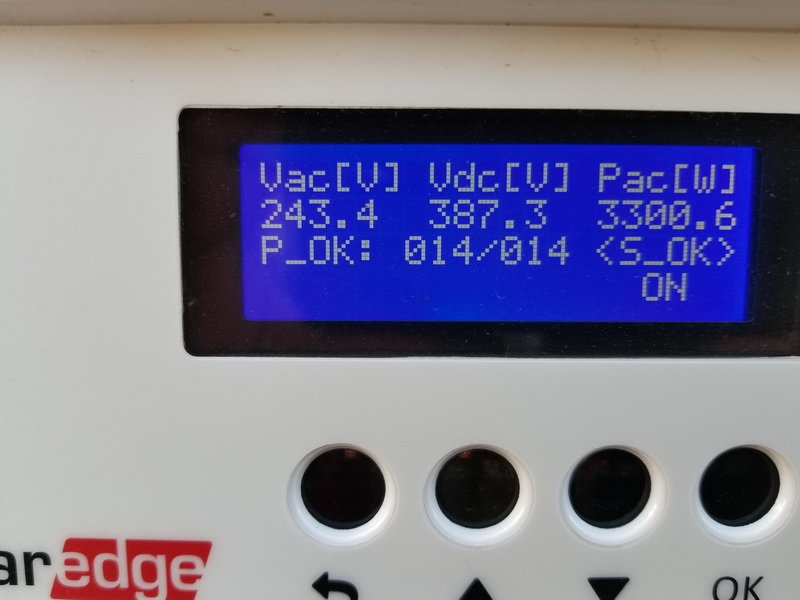 Vac[V] Vdc[V] Pac[W]
243.4 387.3 3300.6
P_OK: 014/014 <S_OK>
ON
aredge
OK